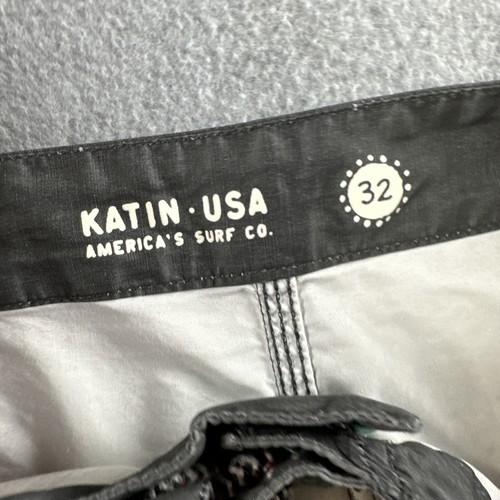 KATIN · USA
AMERICA'S SURF CO.
32